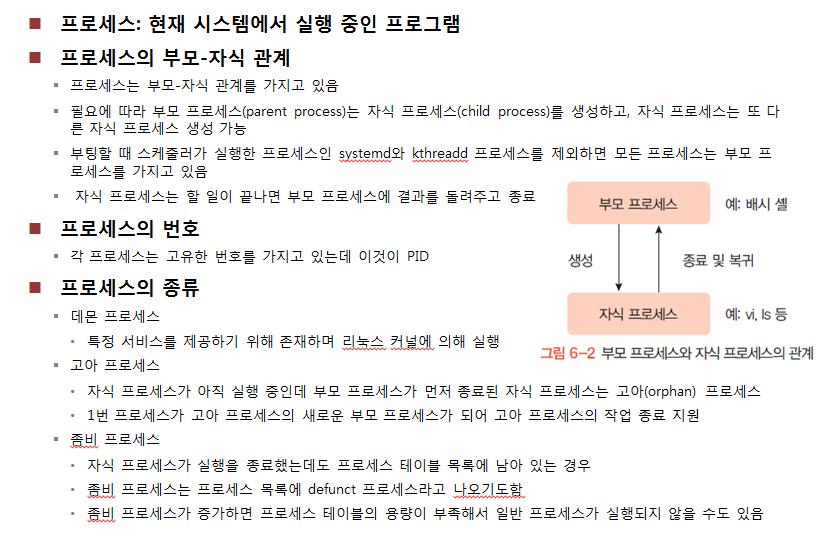 프로세스: 현재 시스템에서 실행 중인 프로그램
프로세스의 부모-자식 관계
프로세스는 부모-자식 관계를 가지고 있음
필요에 따라 부모 프로세스(parent process)는 자식 프로세스(child process)를 생성하고, 자식 프로세스는 또 다
른 자식 프로세스 생성 가능
부팅할 때 스케줄러가 실행한 프로세스인 systemd와 kthreadd 프로세스를 제외하면 모든 프로세스는 부모 프
로세스를 가지고 있음
자식 프로세스는 할 일이 끝나면 부모 프로세스에 결과를 돌려주고 종료
프로세스의 번호
각 프로세스는 고유한 번호를 가지고 있는데 이것이 PID
프로세스의 종류
데몬 프로세스
특정 서비스를 제공하기 위해 존재하며 리눅스 커널에 의해 실행
고아 프로세스
자식 프로세스가 아직 실행 중인데 부모 프로세스가 먼저 종료된 자식 프로세스는 고아(orphan) 프로세스
1번 프로세스가 고아 프로세스의 새로운 부모 프로세스가 되어 고아 프로세스의 작업 종료 지원
좀비 프로세스
자식 프로세스가 실행을 종료했는데도 프로세스 테이블 목록에 남아 있는 경우
좀비 프로세스는 프로세스 목록에 defunct 프로세스라고 나오기도함
좀비 프로세스가 증가하면 프로세스 테이블의 용량이 부족해서 일반 프로세스가 실행되지 않을 수도 있음
부모 프로세스
예: 배시 셸
생성
종료 및 복귀
자식 프로세스
예: vi, ls 등
그림 6-2 부모 프로세스와 자식 프로세스의 관계